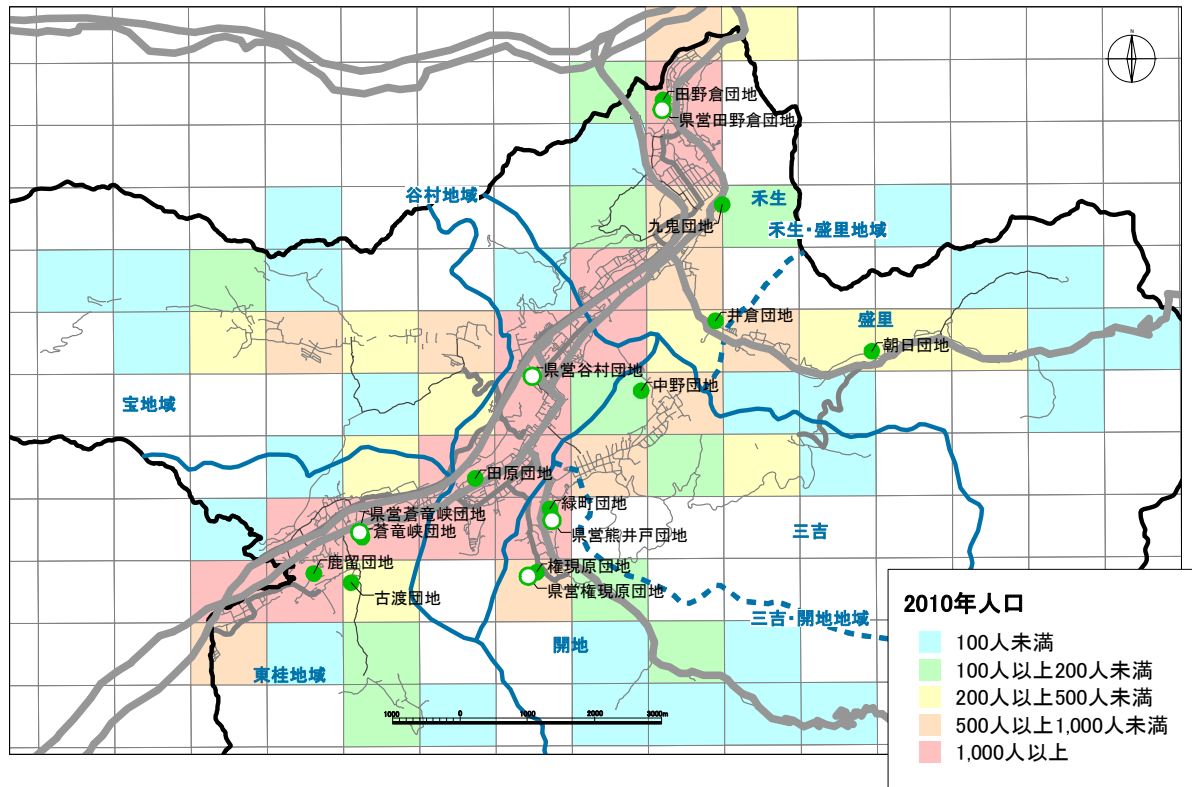 N
田野倉団地
県営田野倉団地
谷村地域
禾生
九鬼団地
禾生・盛里地域
井倉団地
盛里
朝日団地
県営谷村団地
中野団地
宝地域
田原団地
緑町団地
県営蒼竜峡団地
蒼竜峡団地
県営熊井戸団地
三吉
鹿留団地
権現原団地
県営権現原団地
古渡団地
三吉・開地地域
開地
東桂地域
1000 0 1000 2000 3000m
2010年人口
100人未満
100人以上200人未満
200人以上500人未満
500人以上1,000人未満
1,000人以上